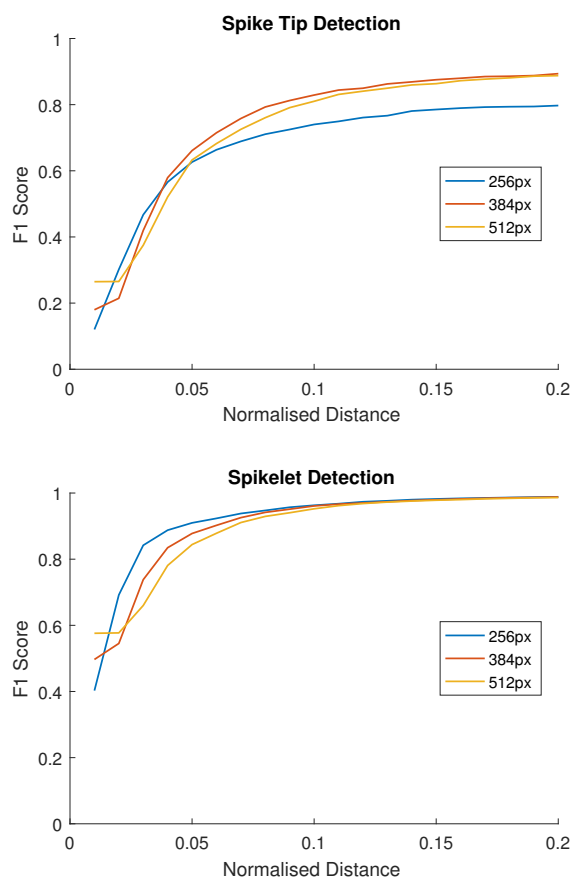 Spike Tip Detection
1
0.8
0.6
0.4
0.2
0
F1 Score
256px
384px
512px
0
0.05
0.1
0.15
0.2
Normalised Distance
Spikelet Detection
1
0.8
0.6
0.4
0.2
0
F1 Score
256px
384px
512px
0
0.05
0.1
0.15
0.2
Normalised Distance